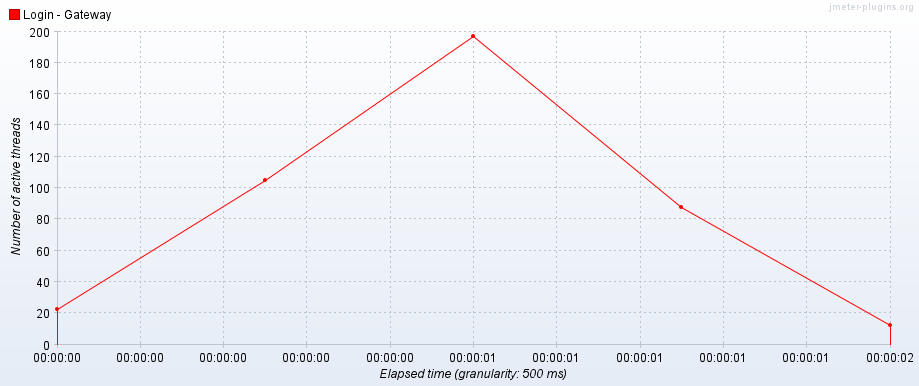 jmeter-plugins.org
Login - Gateway
200
180
160
140
120
100
80
60
40
20
0
Number of active threads
00:00:00 00:00:00 00:00:00 00:00:00 00:00:00 00:00:01 00:00:01 00:00:01 00:00:01 00:00:01 00:00:02
Elapsed time (granularity: 500 ms)